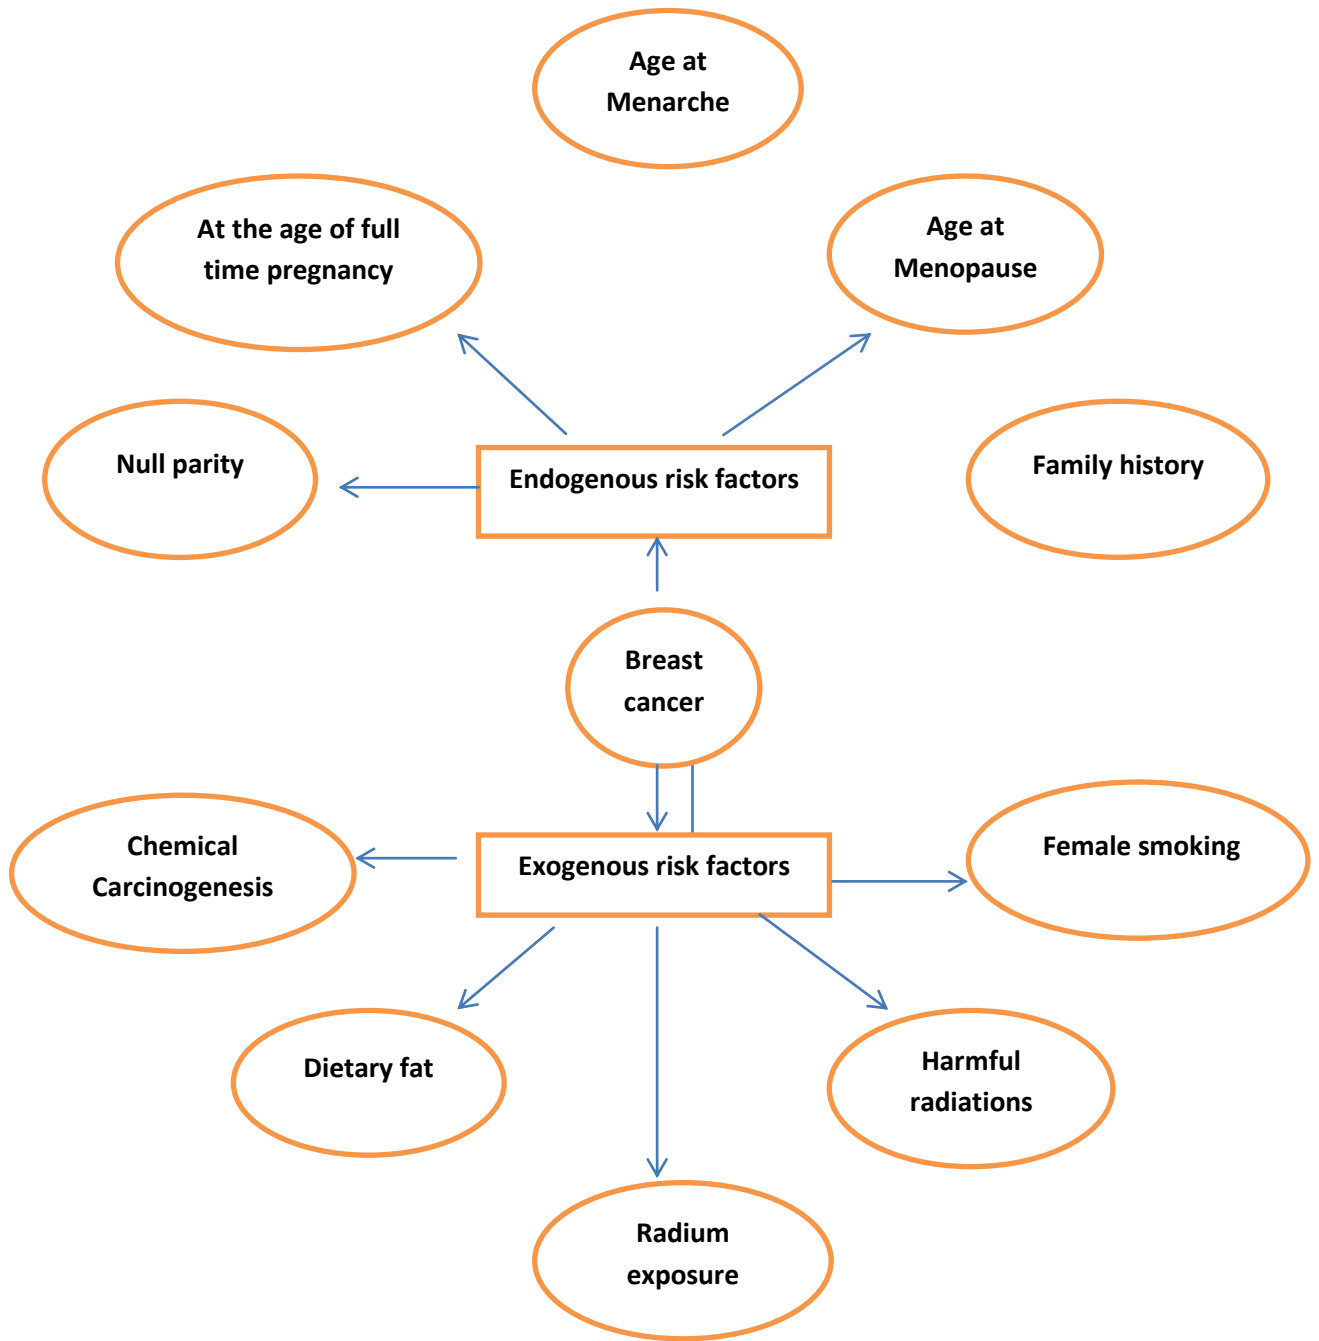 Age at
Menarche
At the age of full
time pregnancy
Age at
Menopause
Null parity
Endogenous risk factors
Family history
Breast
cancer
Chemical
Carcinogenesis
Exogenous risk factors
Female smoking
Dietary fat
Harmful
radiations
Radium
exposure